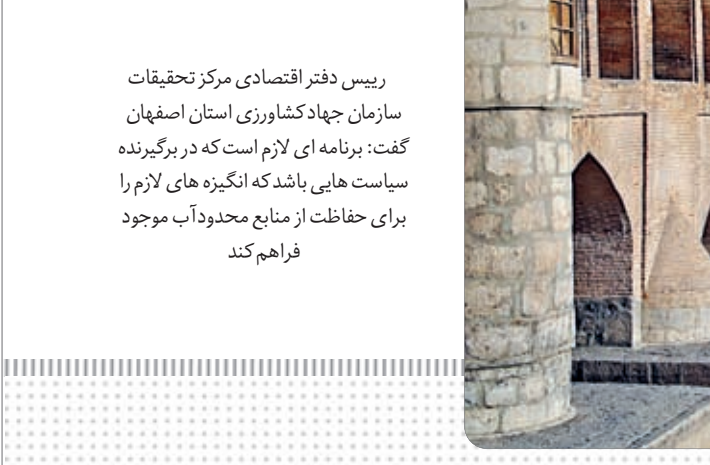 رییس دفتر اقتصادی مرکز تحقیقات
سازمان جهاد کشاورزی استان اصفهان
گفت: برنامه ای لازم است که در برگیرنده
سیاست هایی باشد که انگیزه های لازم را
برای حفاظت از منابع محدود آب موجود
فراهم کند